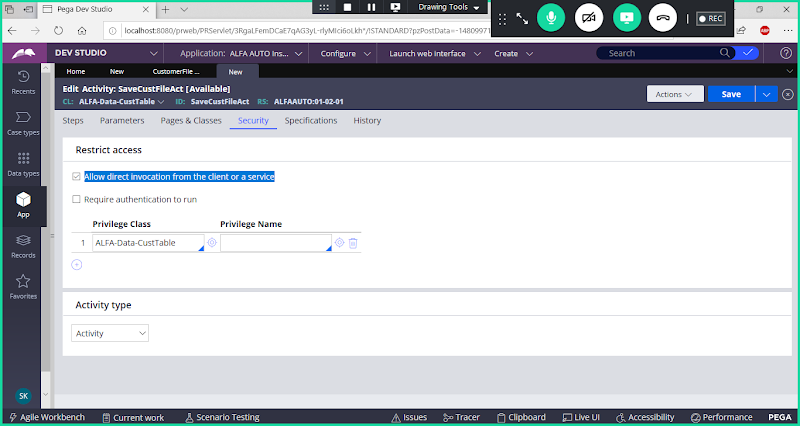 Pega Dev Studio
Drawing Tools
REC
localhost:8080/prweb/PRServlet/3RgaLFemDCaE7qAG3yL-rlyMIci6oLkh*/!STANDARD?pzPostData=-14809971
DEV STUDIO
Application: ALFA AUTO Ins...
Configure
Launch web interface
Create
Search
Home
New
CustomerFile ...
New
Edit Activity: SaveCustFileAct [Available]
CL: ALFA-Data-CustTable ID: SaveCustFileAct RS: ALFAAUTO:01-02-01
Actions
Save
Steps
Parameters
Pages & Classes
Security
Specifications
History
Recents
Case types
Data types
App
Records
Favorites
SK
Restrict access
Allow direct invocation from the client or a service
Require authentication to run
Privilege Class
Privilege Name
1
ALFA-Data-CustTable
Activity type
Activity
Agile Workbench
Current work
Scenario Testing
Issues
Tracer
Clipboard
Live UI
Accessibility
Performance
PEGA